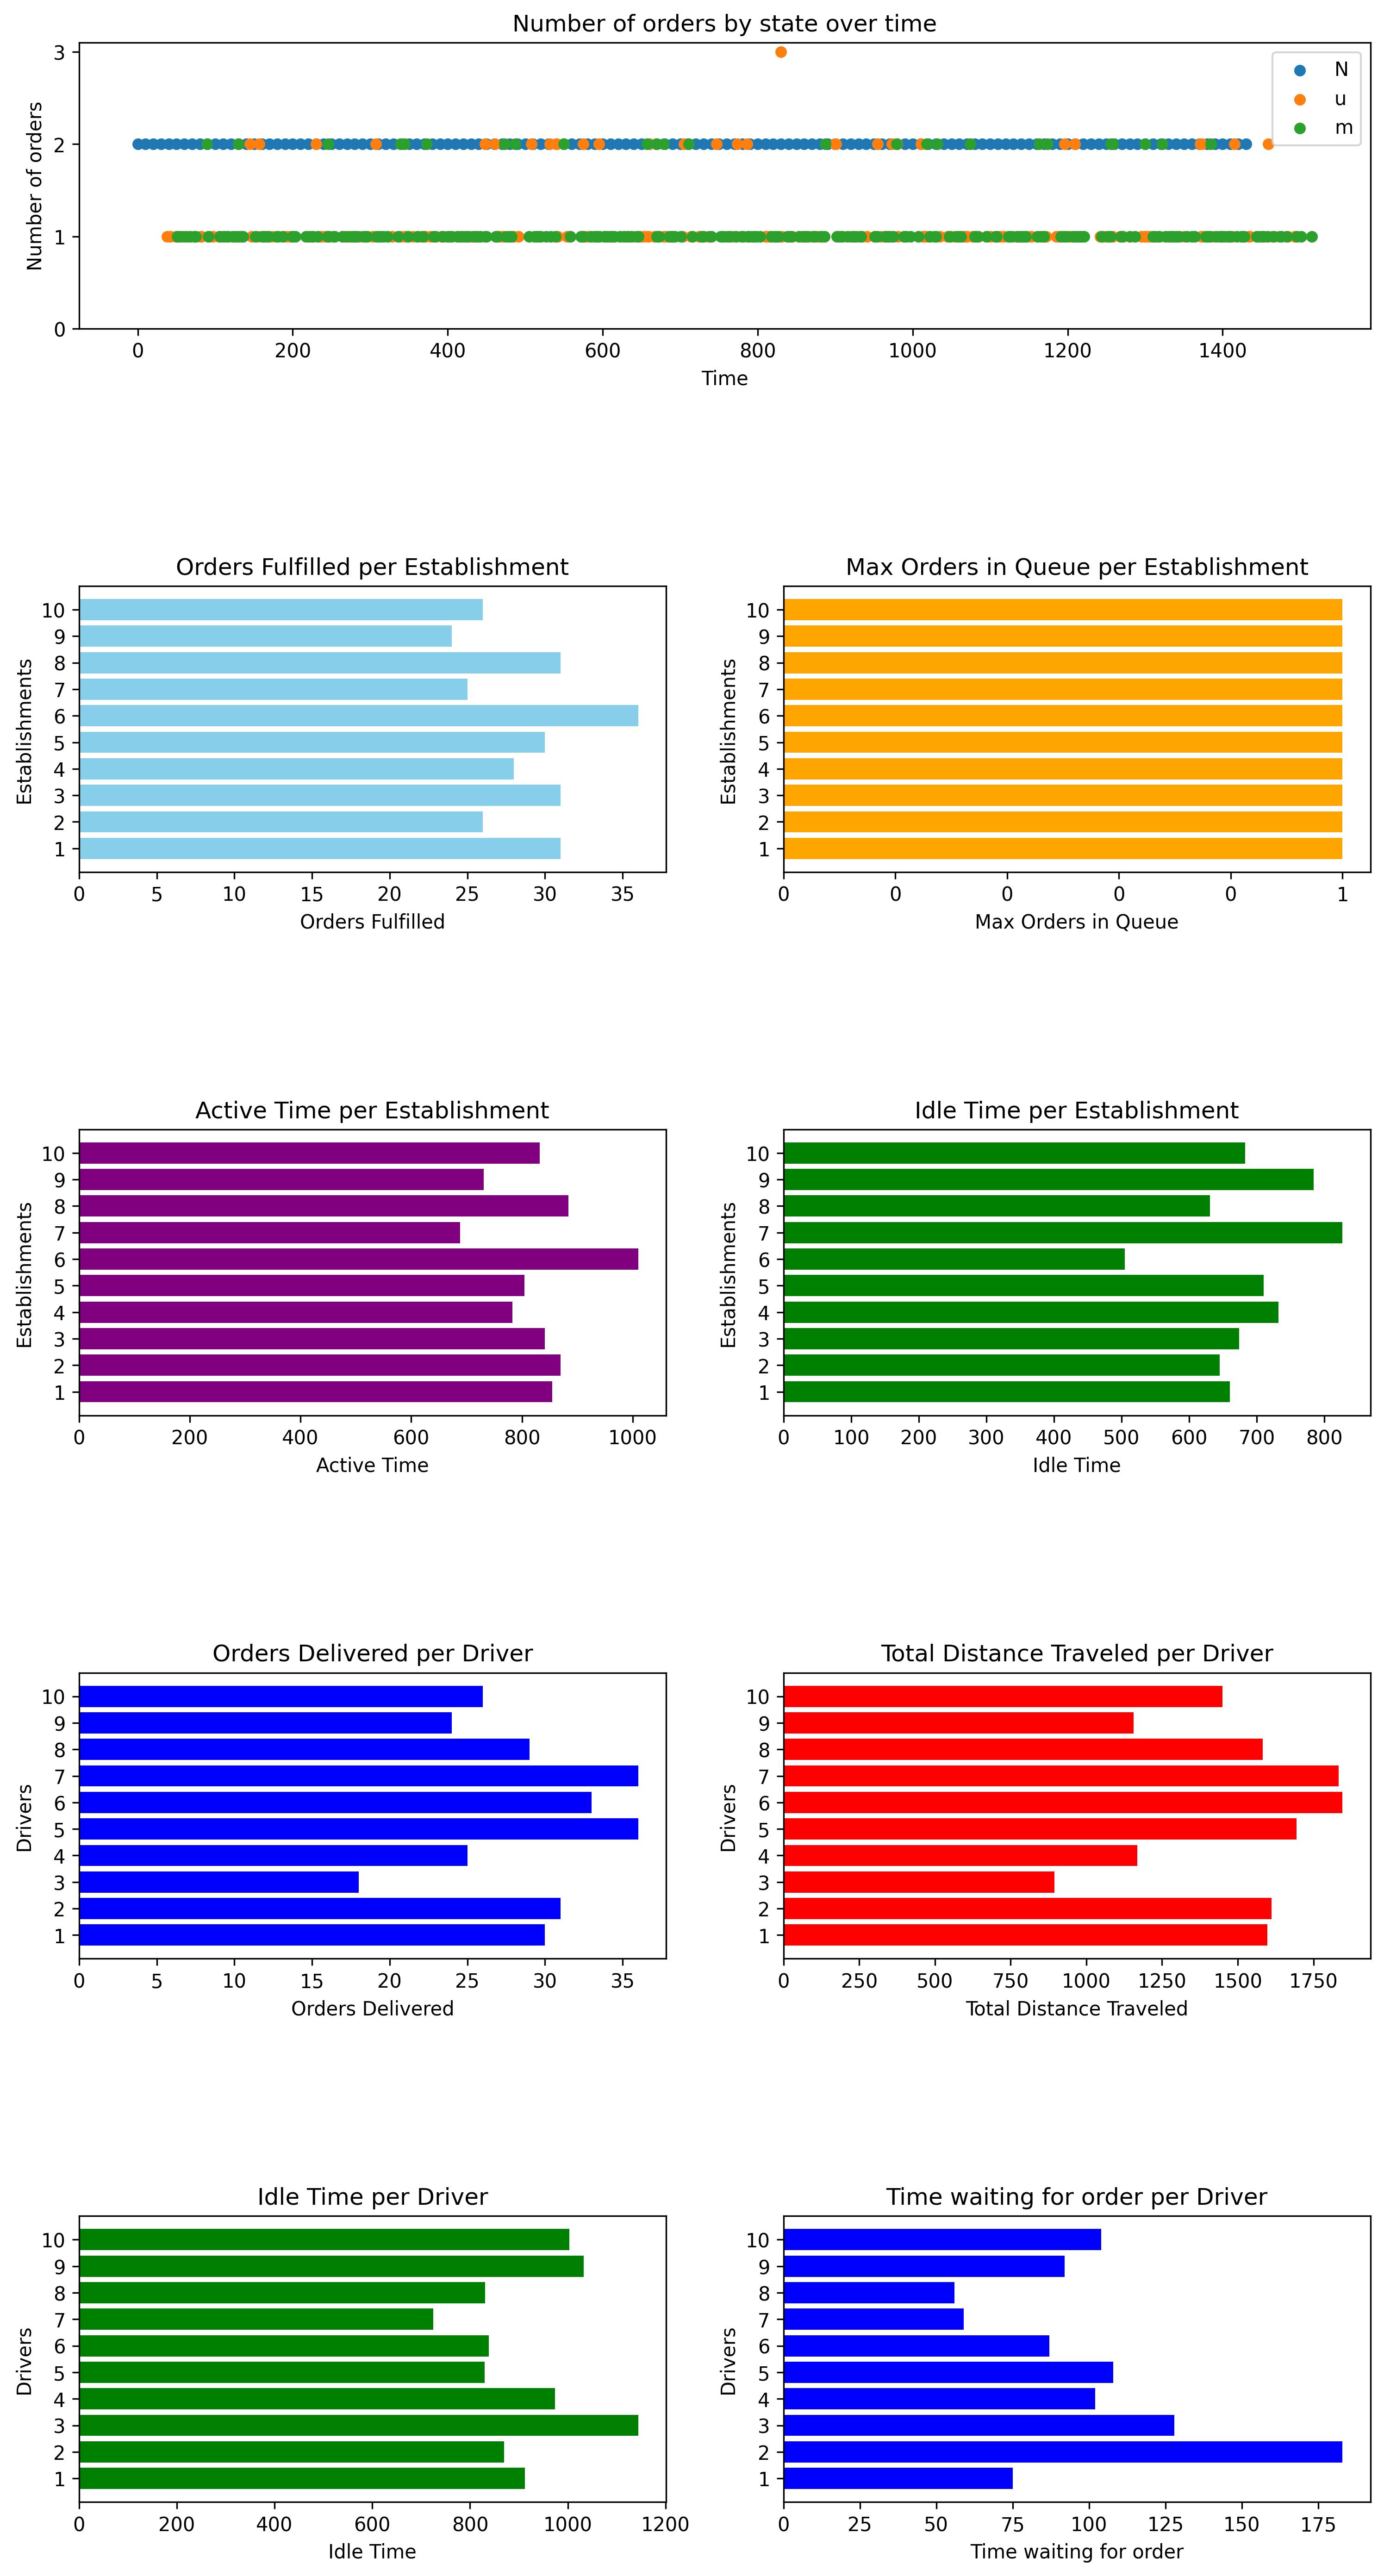 Number of orders by state over time
Number of orders
3
2
1
0
N
u
m
0 200 400 600 800 1000 1200 1400
Time
Orders Fulfilled per Establishment
Establishments
10
9
8
7
6
5
4
3
2
1
0 5 10 15 20 25 30 35
Orders Fulfilled
Max Orders in Queue per Establishment
Establishments
10
9
8
7
6
5
4
3
2
1
0 0 0 0 0 1
Max Orders in Queue
Active Time per Establishment
Establishments
10
9
8
7
6
5
4
3
2
1
0 200 400 600 800 1000
Active Time
Idle Time per Establishment
Establishments
10
9
8
7
6
5
4
3
2
1
0 100 200 300 400 500 600 700 800
Idle Time
Orders Delivered per Driver
Drivers
10
9
8
7
6
5
4
3
2
1
0 5 10 15 20 25 30 35
Orders Delivered
Total Distance Traveled per Driver
Drivers
10
9
8
7
6
5
4
3
2
1
0 250 500 750 1000 1250 1500 1750
Total Distance Traveled
Idle Time per Driver
Drivers
10
9
8
7
6
5
4
3
2
1
0 200 400 600 800 1000 1200
Idle Time
Time waiting for order per Driver
Drivers
10
9
8
7
6
5
4
3
2
1
0 25 50 75 100 125 150 175
Time waiting for order